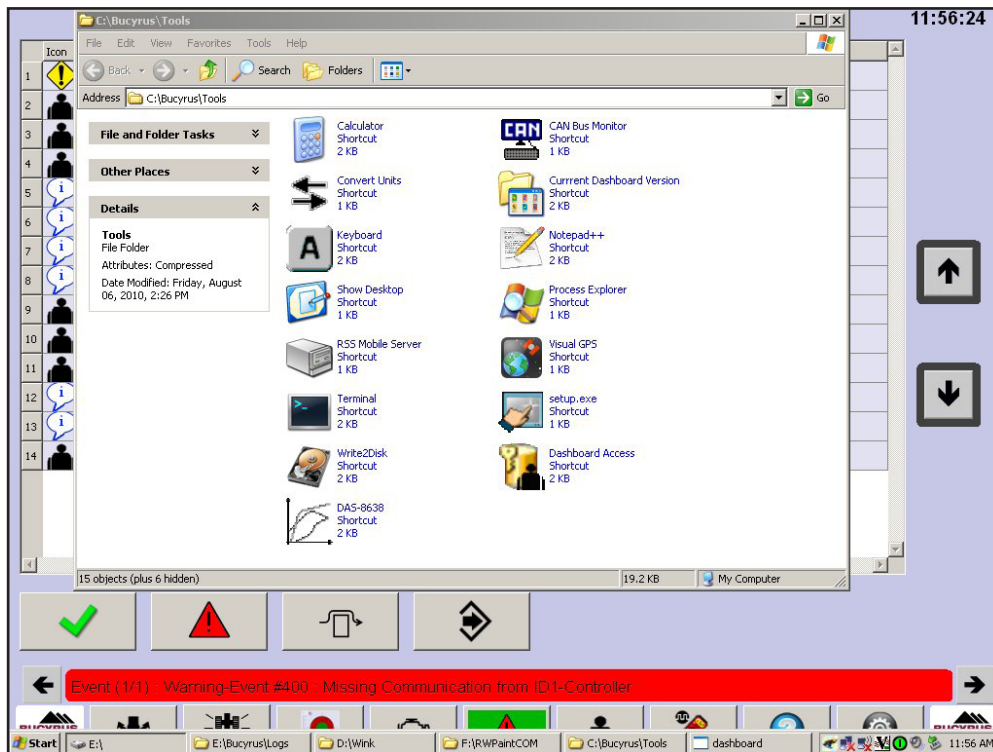 C:\Bucyrus\Tools
11:56:24
File Edit View Favorites Tools Help
Icon
Back Search Folders
Address C:\Bucyrus\Tools Go
File and Folder Tasks
Other Places
Details
Tools
File Folder
Attributes: Compressed
Date Modified: Friday, August
06, 2010, 2:26 PM
Calculator
Shortcut
2 KB
CAN
CAN Bus Monitor
Shortcut
1 KB
Convert Units
Shortcut
1 KB
Currrent Dashboard Version
Shortcut
2 KB
A
Keyboard
Shortcut
2 KB
Notepad++
Shortcut
2 KB
Show Desktop
Shortcut
1 KB
Process Explorer
Shortcut
1 KB
RSS Mobile Server
Shortcut
1 KB
Visual GPS
Shortcut
1 KB
Terminal
Shortcut
2 KB
setup.exe
Shortcut
1 KB
Write2Disk
Shortcut
2 KB
Dashboard Access
Shortcut
2 KB
DAS-8638
Shortcut
2 KB
1
2
3
4
5
6
7
8
9
10
11
12
13
14
15 objects (plus 6 hidden) 19.2 KB My Computer
Event (1/1) : Warning-Event #400 : Missing Communication from ID1-Controller
BUCYRUS BUCYRUS
Start E:\ E:\Bucyrus\Logs D:\Wink F:\RWPaintCOM C:\Bucyrus\Tools dashboard 11:56 AM